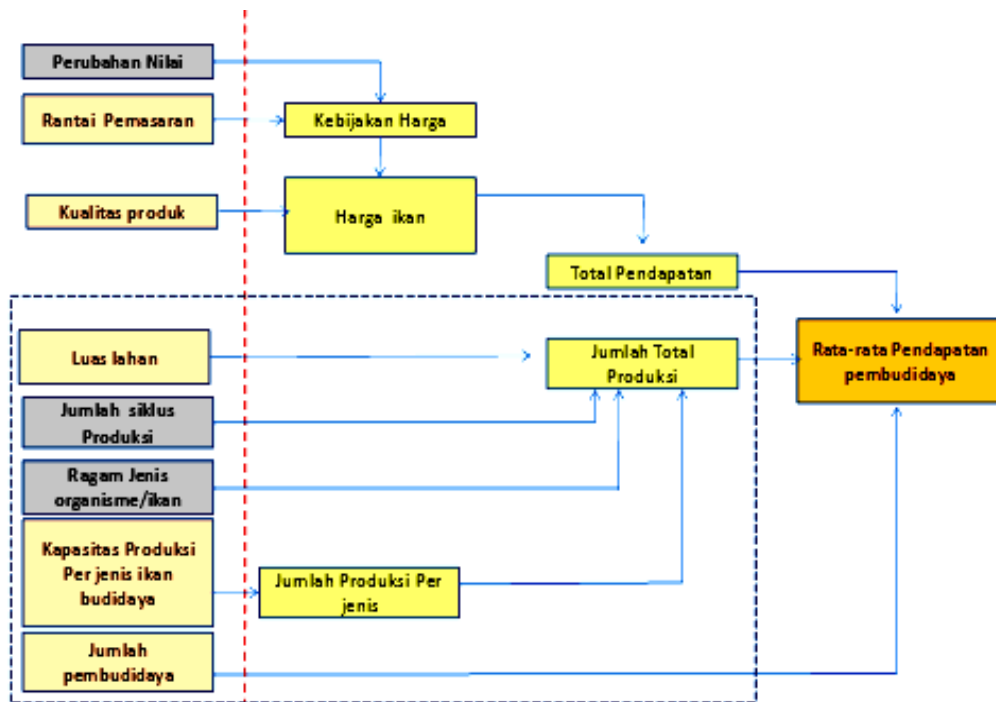 Perubahan Nilai
Rantai Pemasaran
Kebijakan Harga
Kualitas produk
Harga ikan
Total Pendapatan
Luas lahan
Jumlah Total
Produksi
Rata-rata Pendapatan
pembudidaya
Jumlah siklus
Produksi
Ragam Jenis
organisme/ikan
Kapasitas Produksi
Per jenis ikan
budidaya
Jumlah Produksi Per
jenis
Jumlah
pembudidaya